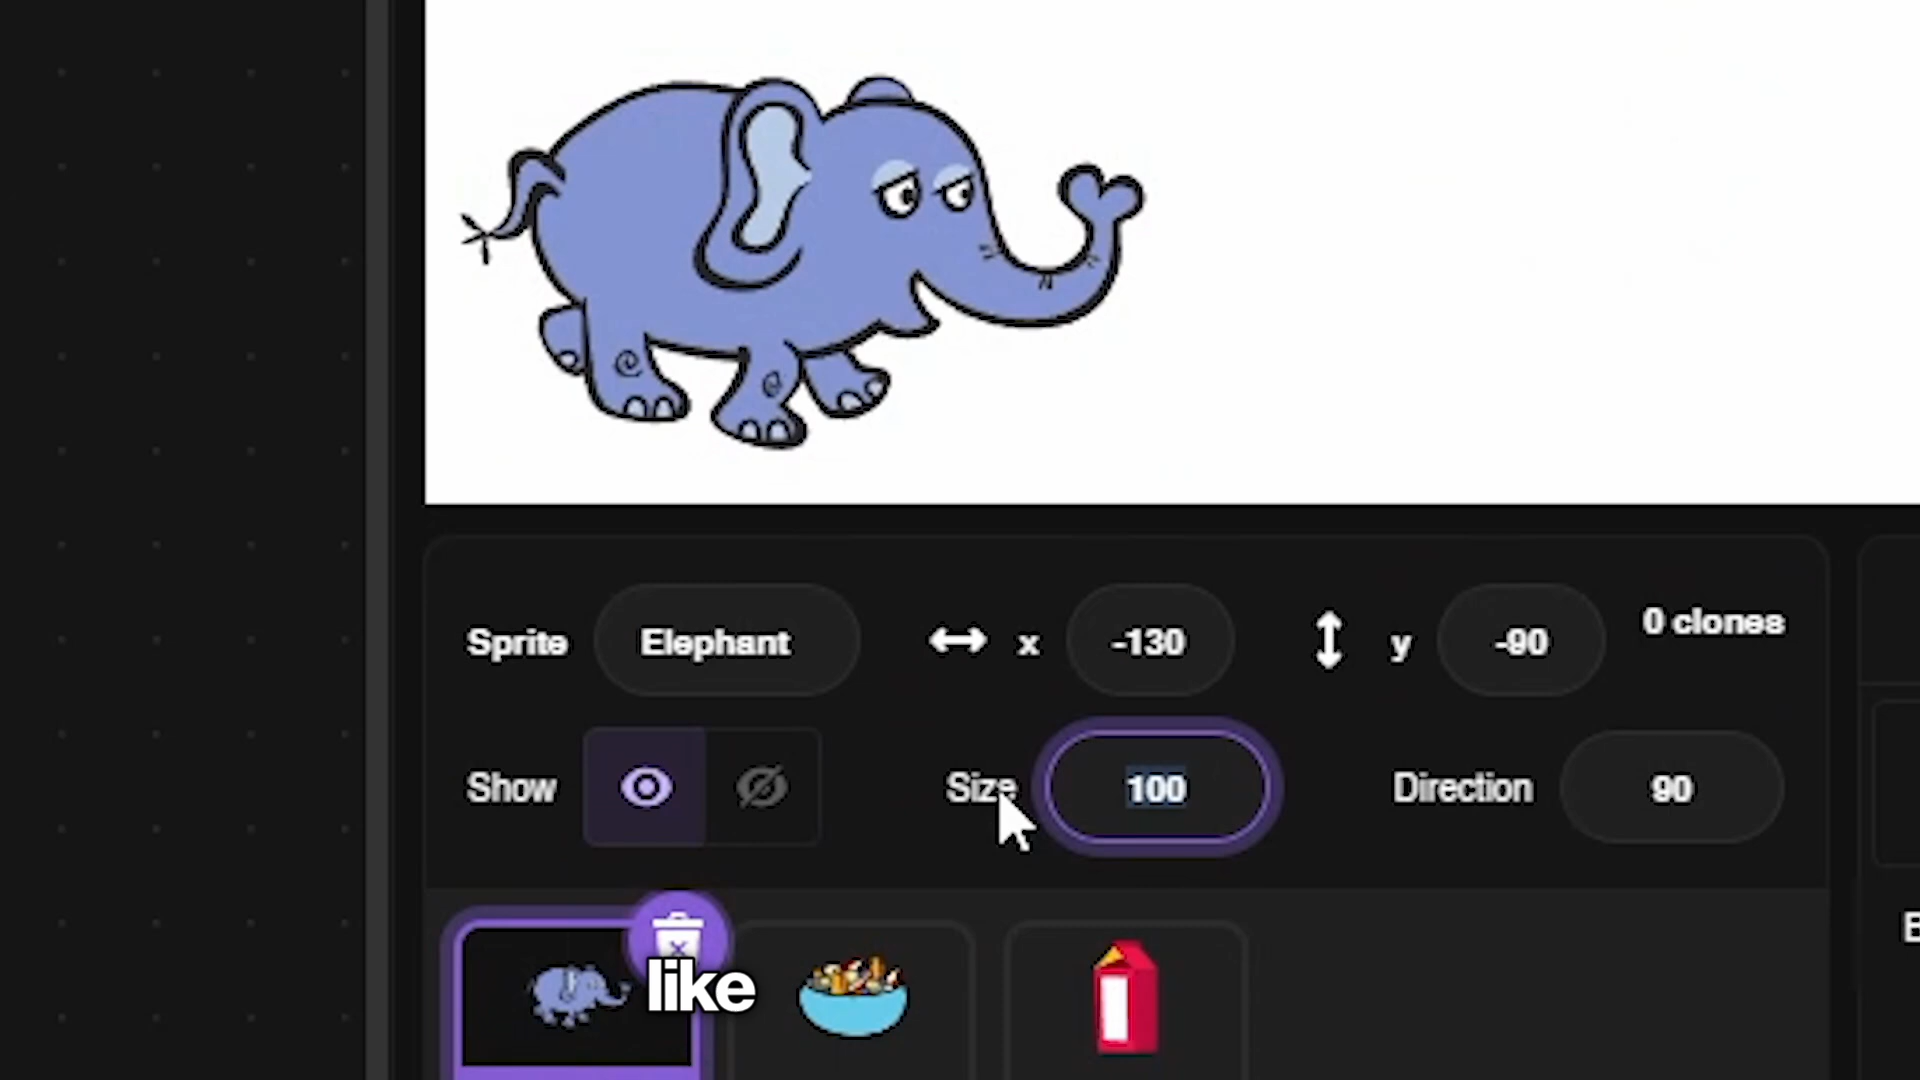 Sprite Elephant x -130 y -90 0 clones
Show Size 100 Direction 90
like